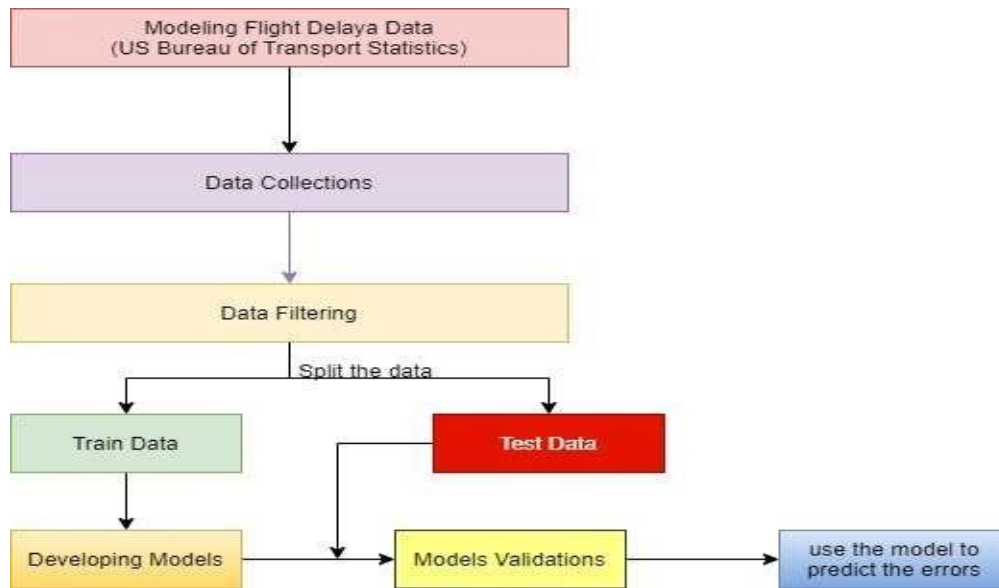 Modeling Flight Delaya Data
(US Bureau of Transport Statistics)
Data Collections
Data Filtering
Split the data
Train Data
Test Data
Developing Models
Models Validations
use the model to
predict the errors